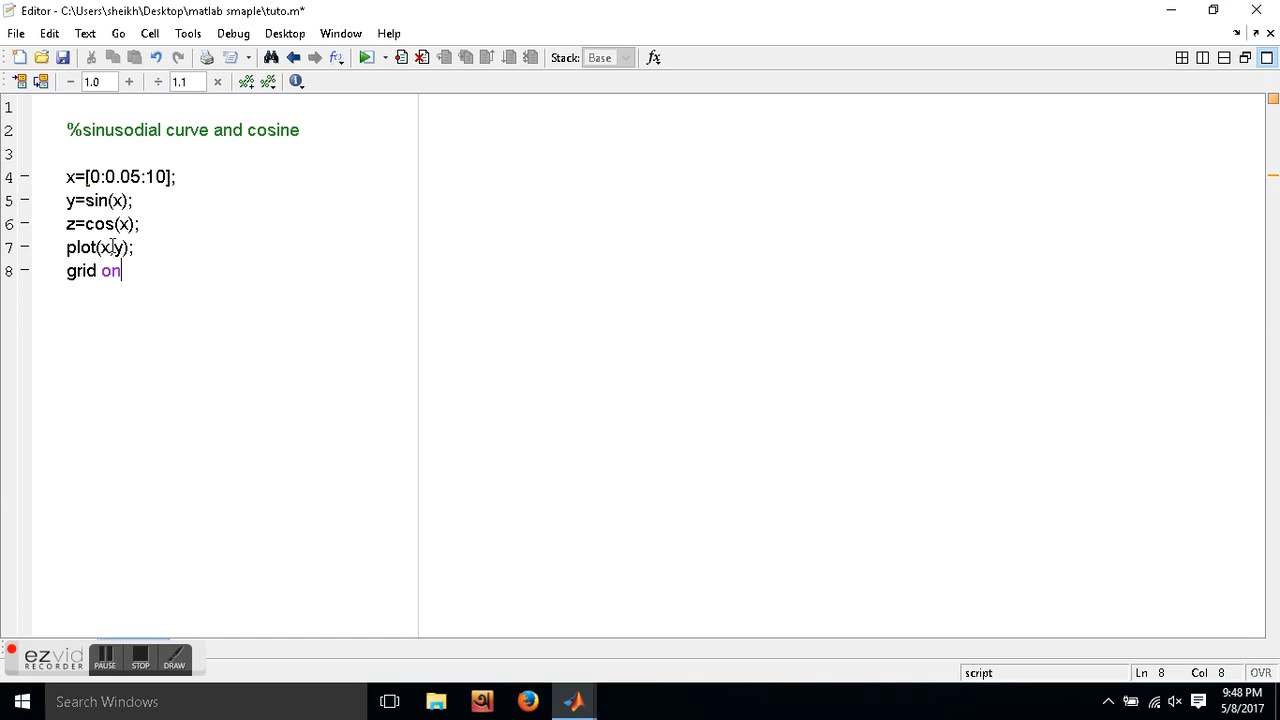 Editor - C:\Users\sheikh\Desktop\matlab smaple\tuto.m*
File Edit Text Go Cell Tools Debug Desktop Window Help
Stack: Base fx
1.0 1.1
1
2 %sinusodial curve and cosine
3
4 x=[0:0.05:10];
5 y=sin(x);
6 z=cos(x);
7 plot(x,y);
8 grid on
ezvid RECORDER PAUSE STOP DRAW
script Ln 8 Col 8 OVR
Search Windows
9:48 PM
5/8/2017